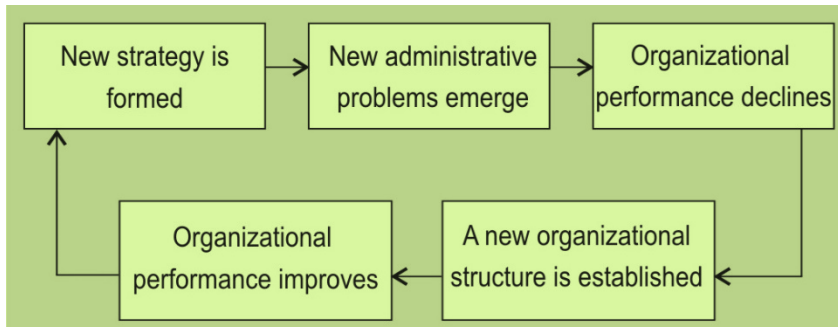 New strategy is
formed
New administrative
problems emerge
Organizational
performance declines
Organizational
performance improves
A new organizational
structure is established